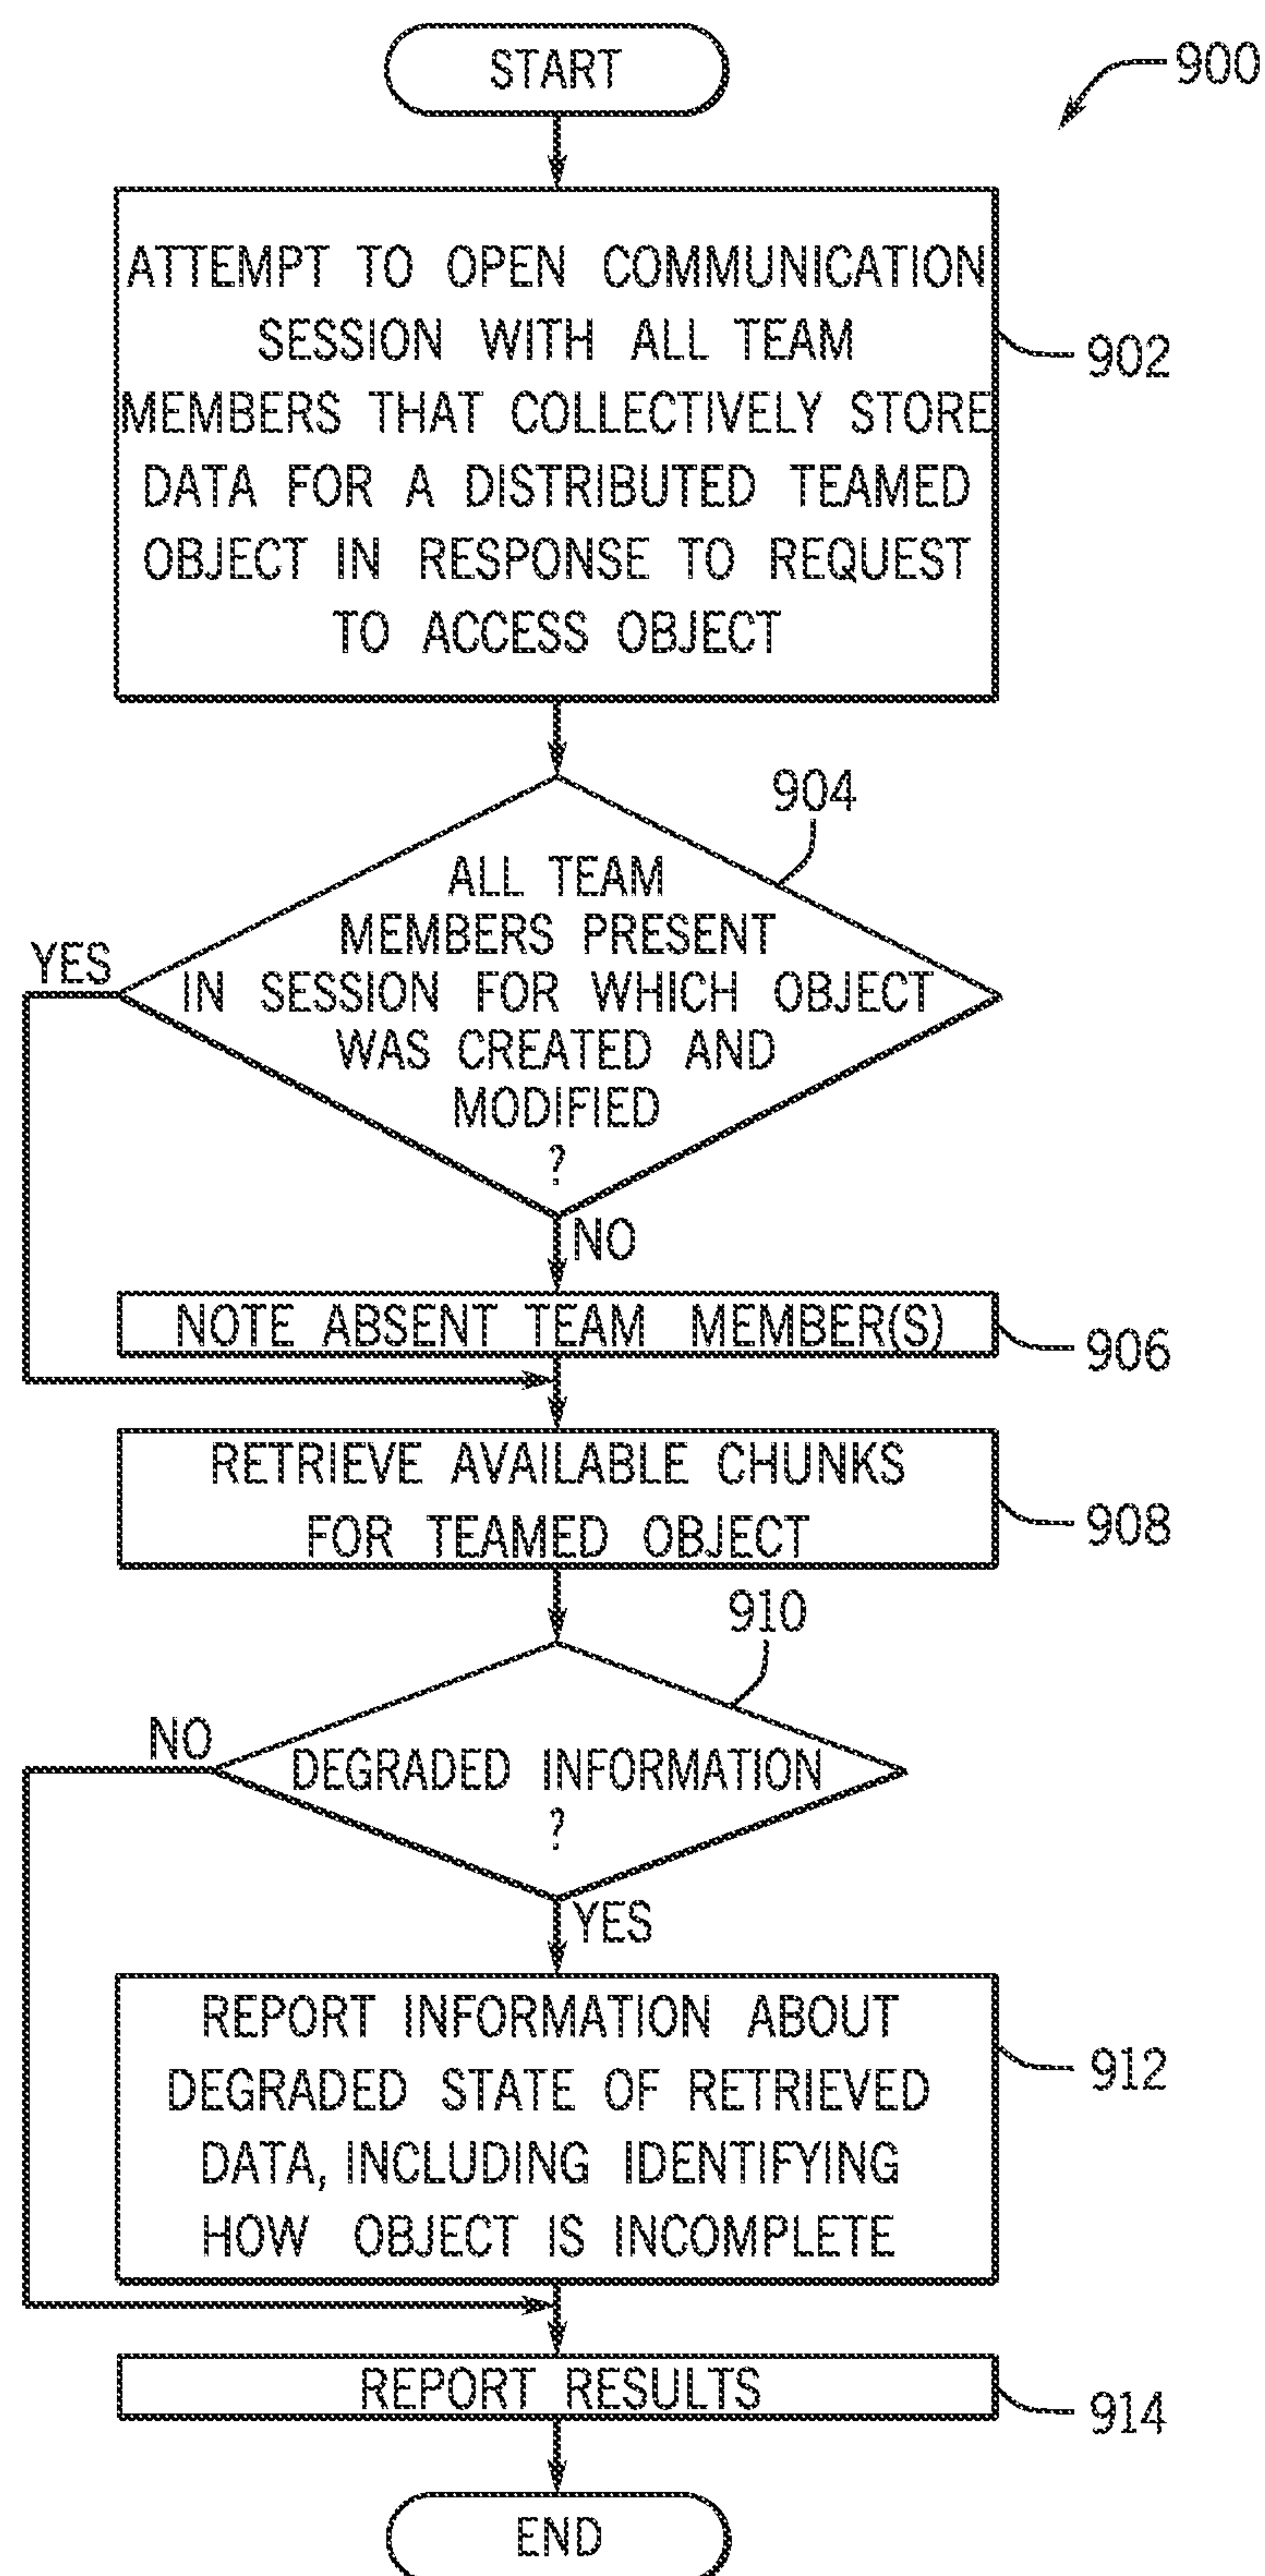 START
900
ATTEMPT TO OPEN COMMUNICATION
SESSION WITH ALL TEAM
MEMBERS THAT COLLECTIVELY STORE
DATA FOR A DISTRIBUTED TEAMED
OBJECT IN RESPONSE TO REQUEST
TO ACCESS OBJECT
902
904
ALL TEAM
MEMBERS PRESENT
IN SESSION FOR WHICH OBJECT
WAS CREATED AND
MODIFIED
?
YES
NO
NOTE ABSENT TEAM MEMBER(S)
906
RETRIEVE AVAILABLE CHUNKS
FOR TEAMED OBJECT
908
910
NO
DEGRADED INFORMATION
?
YES
REPORT INFORMATION ABOUT
DEGRADED STATE OF RETRIEVED
DATA, INCLUDING IDENTIFYING
HOW OBJECT IS INCOMPLETE
912
REPORT RESULTS
914
END